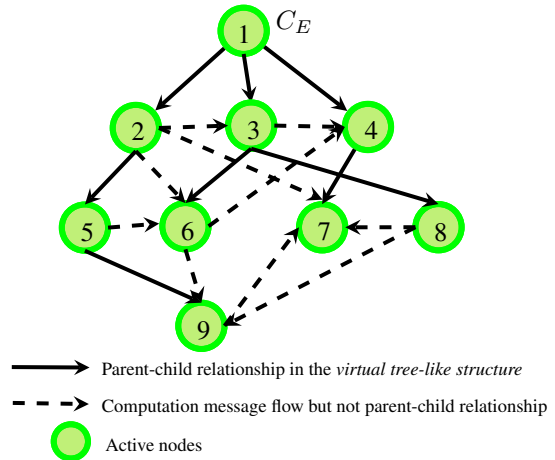 1
C_E
2
3
4
5
6
7
8
9
Parent-child relationship in the virtual tree-like structure
Computation message flow but not parent-child relationship
Active nodes